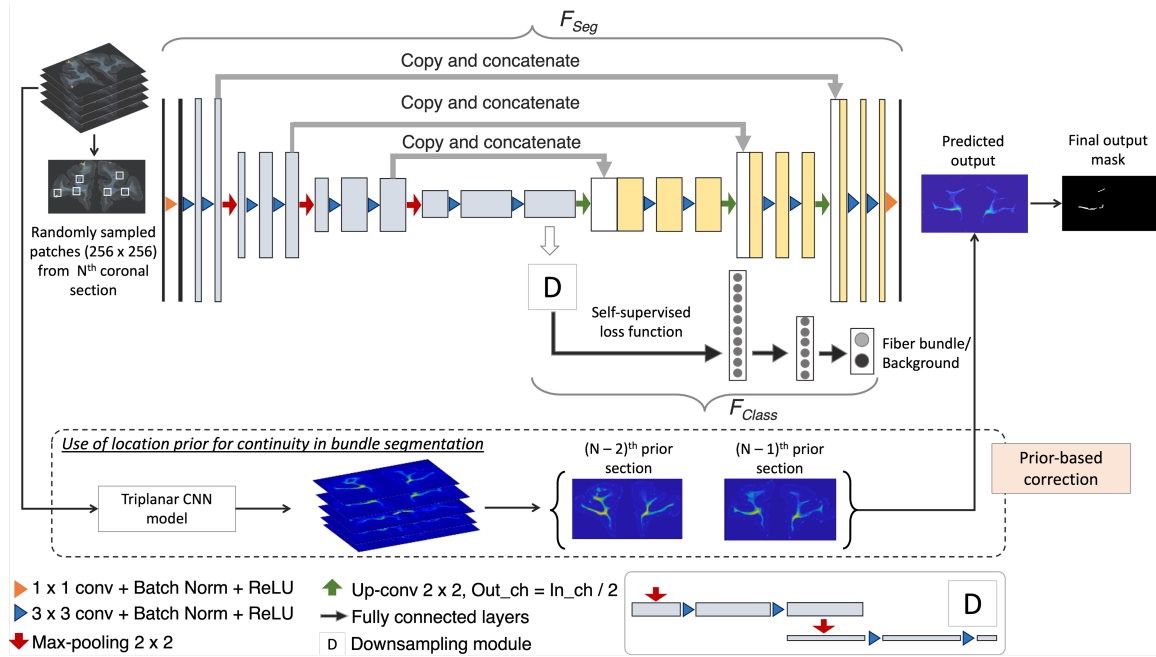 F_Seg
Copy and concatenate
Copy and concatenate
Copy and concatenate
Randomly sampled
patches (256 x 256)
from Nth coronal
section
Predicted
output
Final output
mask
D
Self-supervised
loss function
Fiber bundle/
Background
F_Class
Use of location prior for continuity in bundle segmentation
Triplanar CNN
model
(N – 2)th prior
section
(N – 1)th prior
section
Prior-based
correction
1 x 1 conv + Batch Norm + ReLU
3 x 3 conv + Batch Norm + ReLU
Max-pooling 2 x 2
Up-conv 2 x 2, Out_ch = In_ch / 2
Fully connected layers
D Downsampling module
D